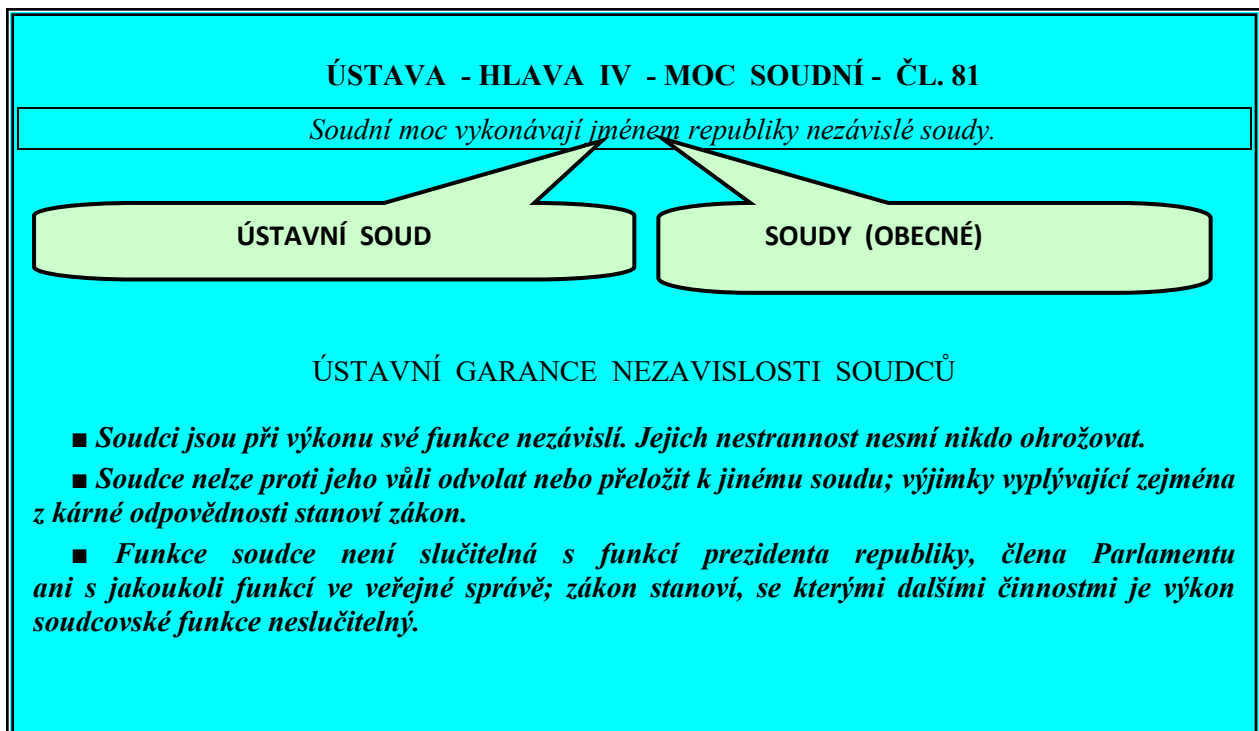 ÚSTAVA - HLAVA IV - MOC SOUDNÍ - ČL. 81
Soudní moc vykonávají jménem republiky nezávislé soudy.
ÚSTAVNÍ SOUD
SOUDY (OBECNÉ)
ÚSTAVNÍ GARANCE NEZAVISLOSTI SOUDCŮ
■ Soudci jsou při výkonu své funkce nezávislí. Jejich nestrannost nesmí nikdo ohrožovat.
■ Soudce nelze proti jeho vůli odvolat nebo přeložit k jinému soudu; výjimky vyplývající zejména
z kárné odpovědnosti stanoví zákon.
■ Funkce soudce není slučitelná s funkcí prezidenta republiky, člena Parlamentu
ani s jakoukoli funkcí ve veřejné správě; zákon stanoví, se kterými dalšími činnostmi je výkon
soudcovské funkce neslučitelný.